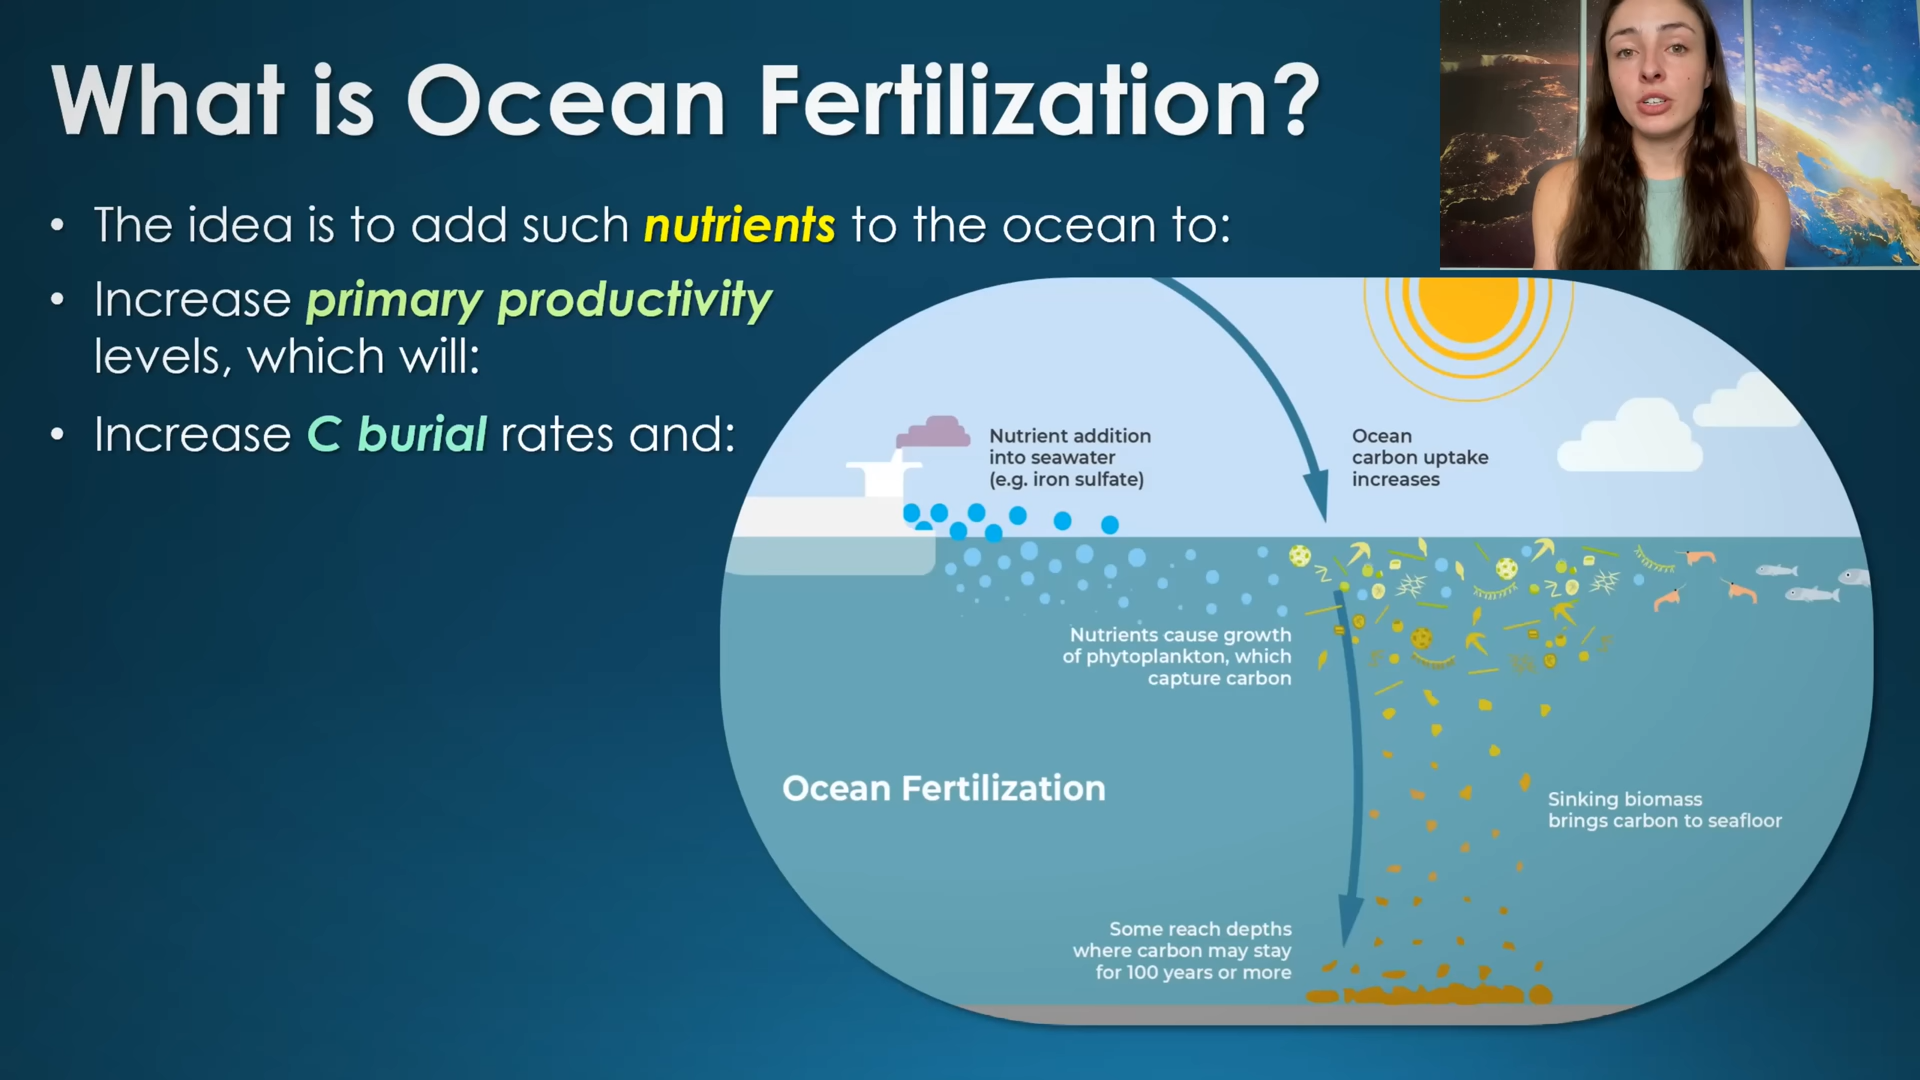 What is Ocean Fertilization?
• The idea is to add such nutrients to the ocean to:
• Increase primary productivity
levels, which will:
• Increase C burial rates and:
Nutrient addition
into seawater
(e.g. iron sulfate)
Ocean
carbon uptake
increases
Nutrients cause growth
of phytoplankton, which
capture carbon
Ocean Fertilization
Sinking biomass
brings carbon to seafloor
Some reach depths
where carbon may stay
for 100 years or more